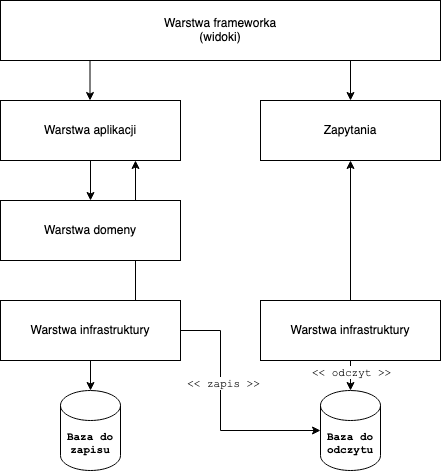 Warstwa frameworka
(widoki)
Warstwa aplikacji
Zapytania
Warstwa domeny
Warstwa infrastruktury
Warstwa infrastruktury
<< odczyt >>
<< zapis >>
Baza do
zapisu
Baza do
odczytu